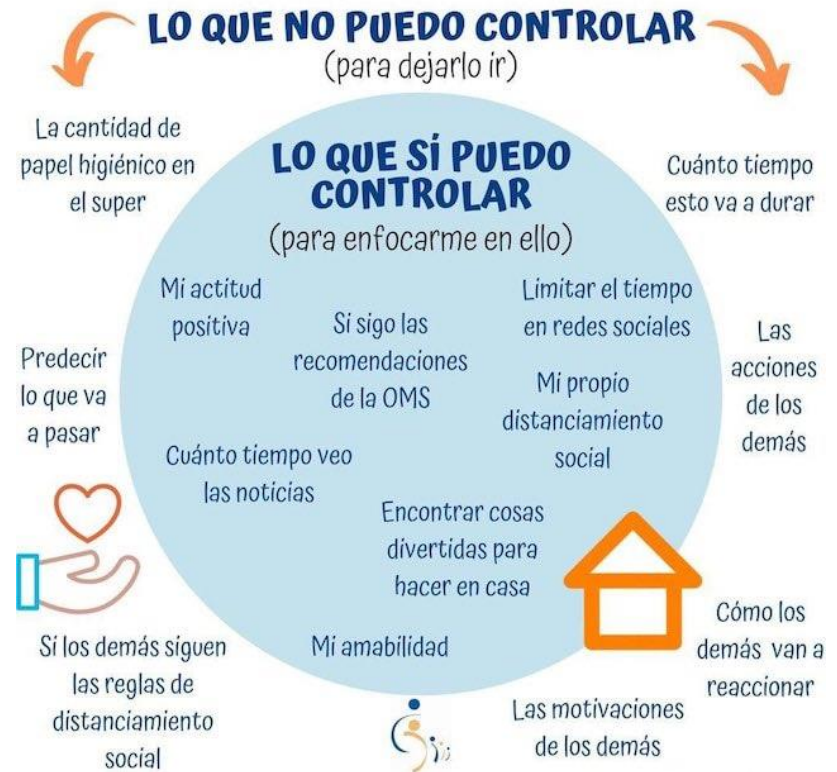 LO QUE NO PUEDO CONTROLAR
(para dejarlo ir)
La cantidad de
papel higiénico en
el super
Cuánto tiempo
esto va a durar
LO QUE SÍ PUEDO
CONTROLAR
(para enfocarme en ello)
Mi actitud
positiva
Si sigo las
recomendaciones
de la OMS
Limitar el tiempo
en redes sociales
Mi propio
distanciamiento
social
Cuánto tiempo veo
las noticias
Encontrar cosas
divertidas para
hacer en casa
Mi amabilidad
Predecir
lo que va
a pasar
Las
acciones
de los
demás
Si los demás siguen
las reglas de
distanciamiento
social
Las motivaciones
de los demás
Cómo los
demás van a
reaccionar